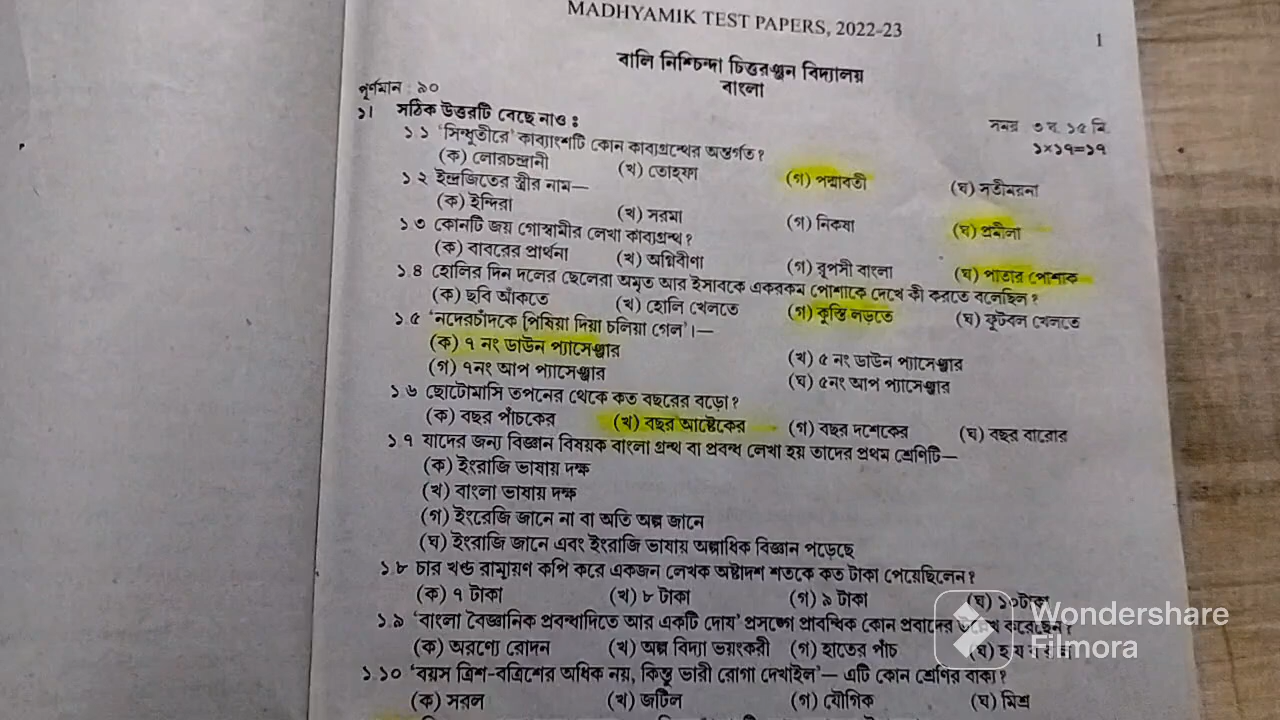 MADHYAMIK TEST PAPERS, 2022-23
1
বালি নিশ্চিন্দা চিত্তরঞ্জন বিদ্যালয়
বাংলা
পূর্ণমান : ৯০
সময় ৩ ঘ. ১৫ মি.
১। সঠিক উত্তরটি বেছে নাও :
১×১৭=১৭
১.১ 'সিন্ধুতীরে' কাব্যাংশটি কোন কাব্যগ্রন্থের অন্তর্গত ?
(ক) লোরচন্দ্রানী (খ) তোহফা (গ) পদ্মাবতী (ঘ) সতীময়না
১.২ ইন্দ্রজিতের স্ত্রীর নাম—
(ক) ইন্দিরা (খ) সরমা (গ) নিকষা (ঘ) প্রমীলা
১.৩ কোনটি জয় গোস্বামীর লেখা কাব্যগ্রন্থ ?
(ক) বাবরের প্রার্থনা (খ) অগ্নিবীণা (গ) রূপসী বাংলা (ঘ) পাতার পোশাক
১.৪ হোলির দিন দলের ছেলেরা অমৃত আর ইসাবকে একরকম পোশাকে দেখে কী করতে বলেছিল ?
(ক) ছবি আঁকতে (খ) হোলি খেলতে (গ) কুস্তি লড়তে (ঘ) ফুটবল খেলতে
১.৫ 'নদেরচাঁদকে পিষিয়া দিয়া চলিয়া গেল'।—
(ক) ৭ নং ডাউন প্যাসেঞ্জার (খ) ৫ নং ডাউন প্যাসেঞ্জার
(গ) ৭নং আপ প্যাসেঞ্জার (ঘ) ৫নং আপ প্যাসেঞ্জার
১.৬ ছোটোমাসি তপনের থেকে কত বছরের বড়ো ?
(ক) বছর পাঁচকের (খ) বছর আষ্টেকের (গ) বছর দশেকের (ঘ) বছর বারোর
১.৭ যাদের জন্য বিজ্ঞান বিষয়ক বাংলা গ্রন্থ বা প্রবন্ধ লেখা হয় তাদের প্রথম শ্রেণিটি—
(ক) ইংরাজি ভাষায় দক্ষ
(খ) বাংলা ভাষায় দক্ষ
(গ) ইংরেজি জানে না বা অতি অল্প জানে
(ঘ) ইংরাজি জানে এবং ইংরাজি ভাষায় অল্পাধিক বিজ্ঞান পড়েছে
১.৮ চার খণ্ড রামায়ণ কপি করে একজন লেখক অষ্টাদশ শতকে কত টাকা পেয়েছিলেন ?
(ক) ৭ টাকা (খ) ৮ টাকা (গ) ৯ টাকা (ঘ) ১০টাকা
১.৯ 'বাংলা বৈজ্ঞানিক প্রবন্ধাদিতে আর একটি দোষ' প্রসঙ্গে প্রাবন্ধিক কোন প্রবাদের উল্লেখ করেছেন ?
(ক) অরণ্যে রোদন (খ) অল্প বিদ্যা ভয়ংকরী (গ) হাতের পাঁচ (ঘ)
১.১০ 'বয়স ত্রিশ-বত্রিশের অধিক নয়, কিন্তু ভারী রোগা দেখাইল'— এটি কোন শ্রেণির বাক্য ?
(ক) সরল (খ) জটিল (গ) যৌগিক (ঘ) মিশ্র
Wondershare
Filmora